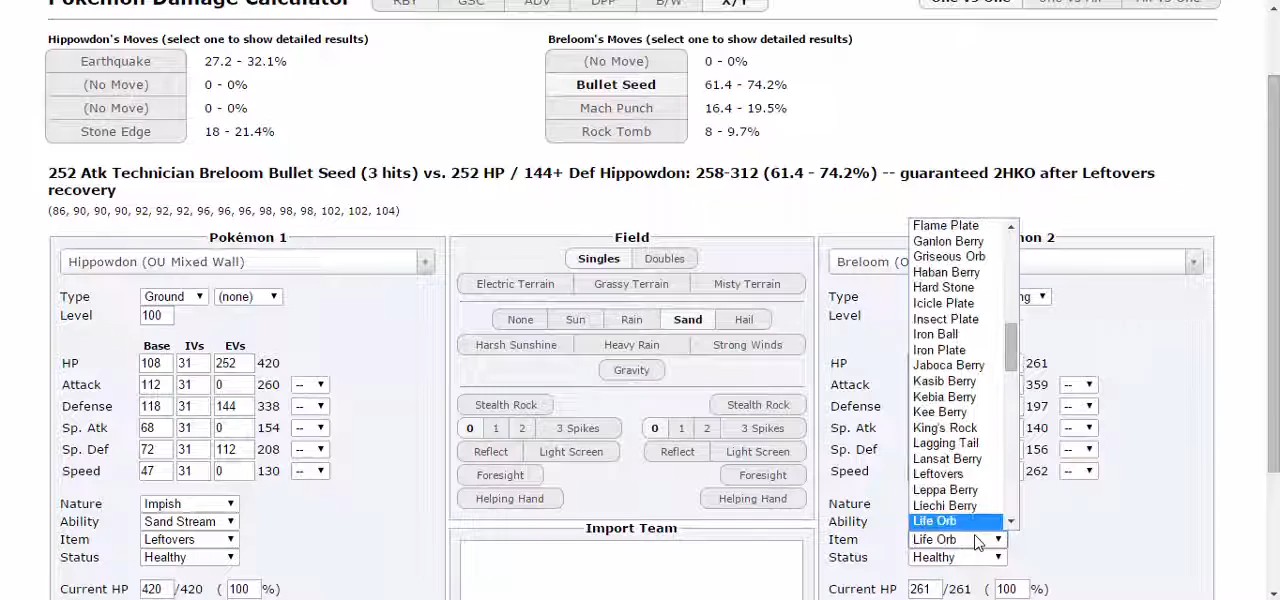 Pokémon Damage Calculator RBY GSC ADV DPP B/W X/Y One vs One One vs All All vs One
Hippowdon's Moves (select one to show detailed results) Breloom's Moves (select one to show detailed results)
Earthquake 27.2 - 32.1% (No Move) 0 - 0%
(No Move) 0 - 0% Bullet Seed 61.4 - 74.2%
(No Move) 0 - 0% Mach Punch 16.4 - 19.5%
Stone Edge 18 - 21.4% Rock Tomb 8 - 9.7%
252 Atk Technician Breloom Bullet Seed (3 hits) vs. 252 HP / 144+ Def Hippowdon: 258-312 (61.4 - 74.2%) -- guaranteed 2HKO after Leftovers
recovery
(86, 90, 90, 90, 92, 92, 92, 96, 96, 96, 98, 98, 98, 102, 102, 104)
Pokémon 1
Hippowdon (OU Mixed Wall)
Type Ground (none)
Level 100
Base IVs EVs
HP 108 31 252 420
Attack 112 31 0 260 --
Defense 118 31 144 338 --
Sp. Atk 68 31 0 154 --
Sp. Def 72 31 112 208 --
Speed 47 31 0 130 --
Nature Impish
Ability Sand Stream
Item Leftovers
Status Healthy
Current HP 420 /420 ( 100 %)
Field
Singles Doubles
Electric Terrain Grassy Terrain Misty Terrain
None Sun Rain Sand Hail
Harsh Sunshine Heavy Rain Strong Winds
Gravity
Stealth Rock Stealth Rock
0 1 2 3 Spikes 0 1 2 3 Spikes
Reflect Light Screen Reflect Light Screen
Foresight Foresight
Helping Hand Helping Hand
Import Team
on 2
Breloom (O
Type ng
Level
HP 261
Attack 359 --
Defense 197 --
Sp. Atk 140 --
Sp. Def 156 --
Speed 262 --
Nature
Ability
Item Life Orb
Status Healthy
Current HP 261 /261 ( 100 %)
Flame Plate
Ganlon Berry
Griseous Orb
Haban Berry
Hard Stone
Icicle Plate
Insect Plate
Iron Ball
Iron Plate
Jaboca Berry
Kasib Berry
Kebia Berry
Kee Berry
King's Rock
Lagging Tail
Lansat Berry
Leftovers
Leppa Berry
Liechi Berry
Life Orb